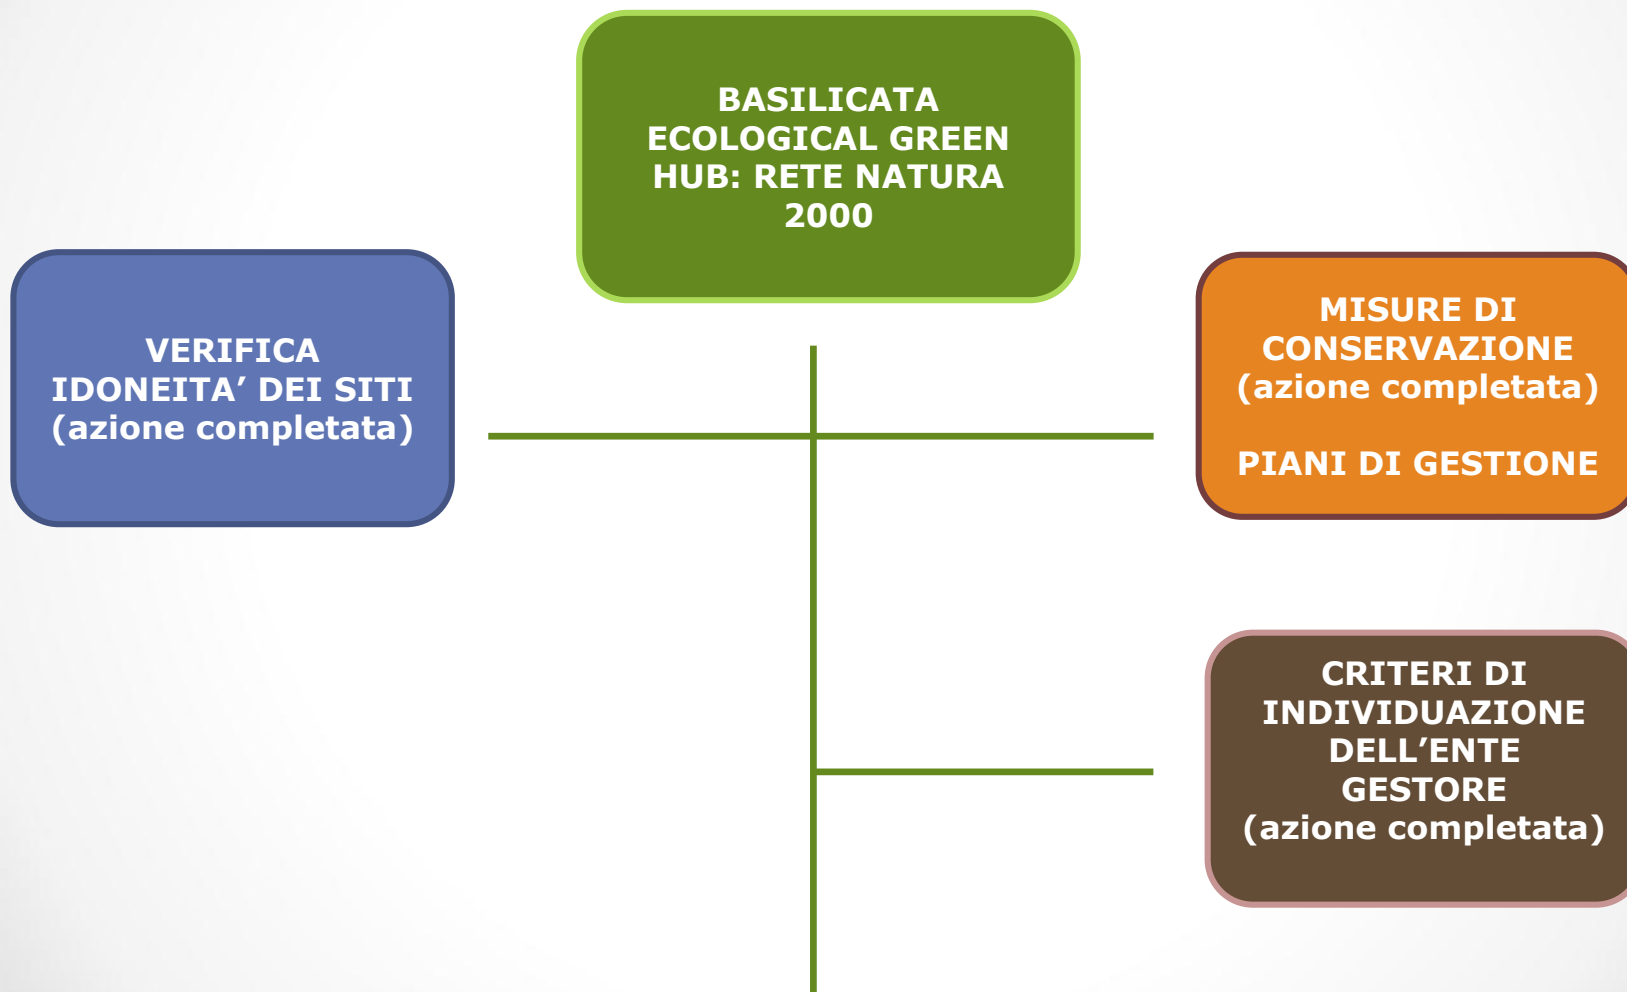 BASILICATA
ECOLOGICAL GREEN
HUB: RETE NATURA
2000
VERIFICA
IDONEITA’ DEI SITI
(azione completata)
MISURE DI
CONSERVAZIONE
(azione completata)
PIANI DI GESTIONE
CRITERI DI
INDIVIDUAZIONE
DELL’ENTE
GESTORE
(azione completata)